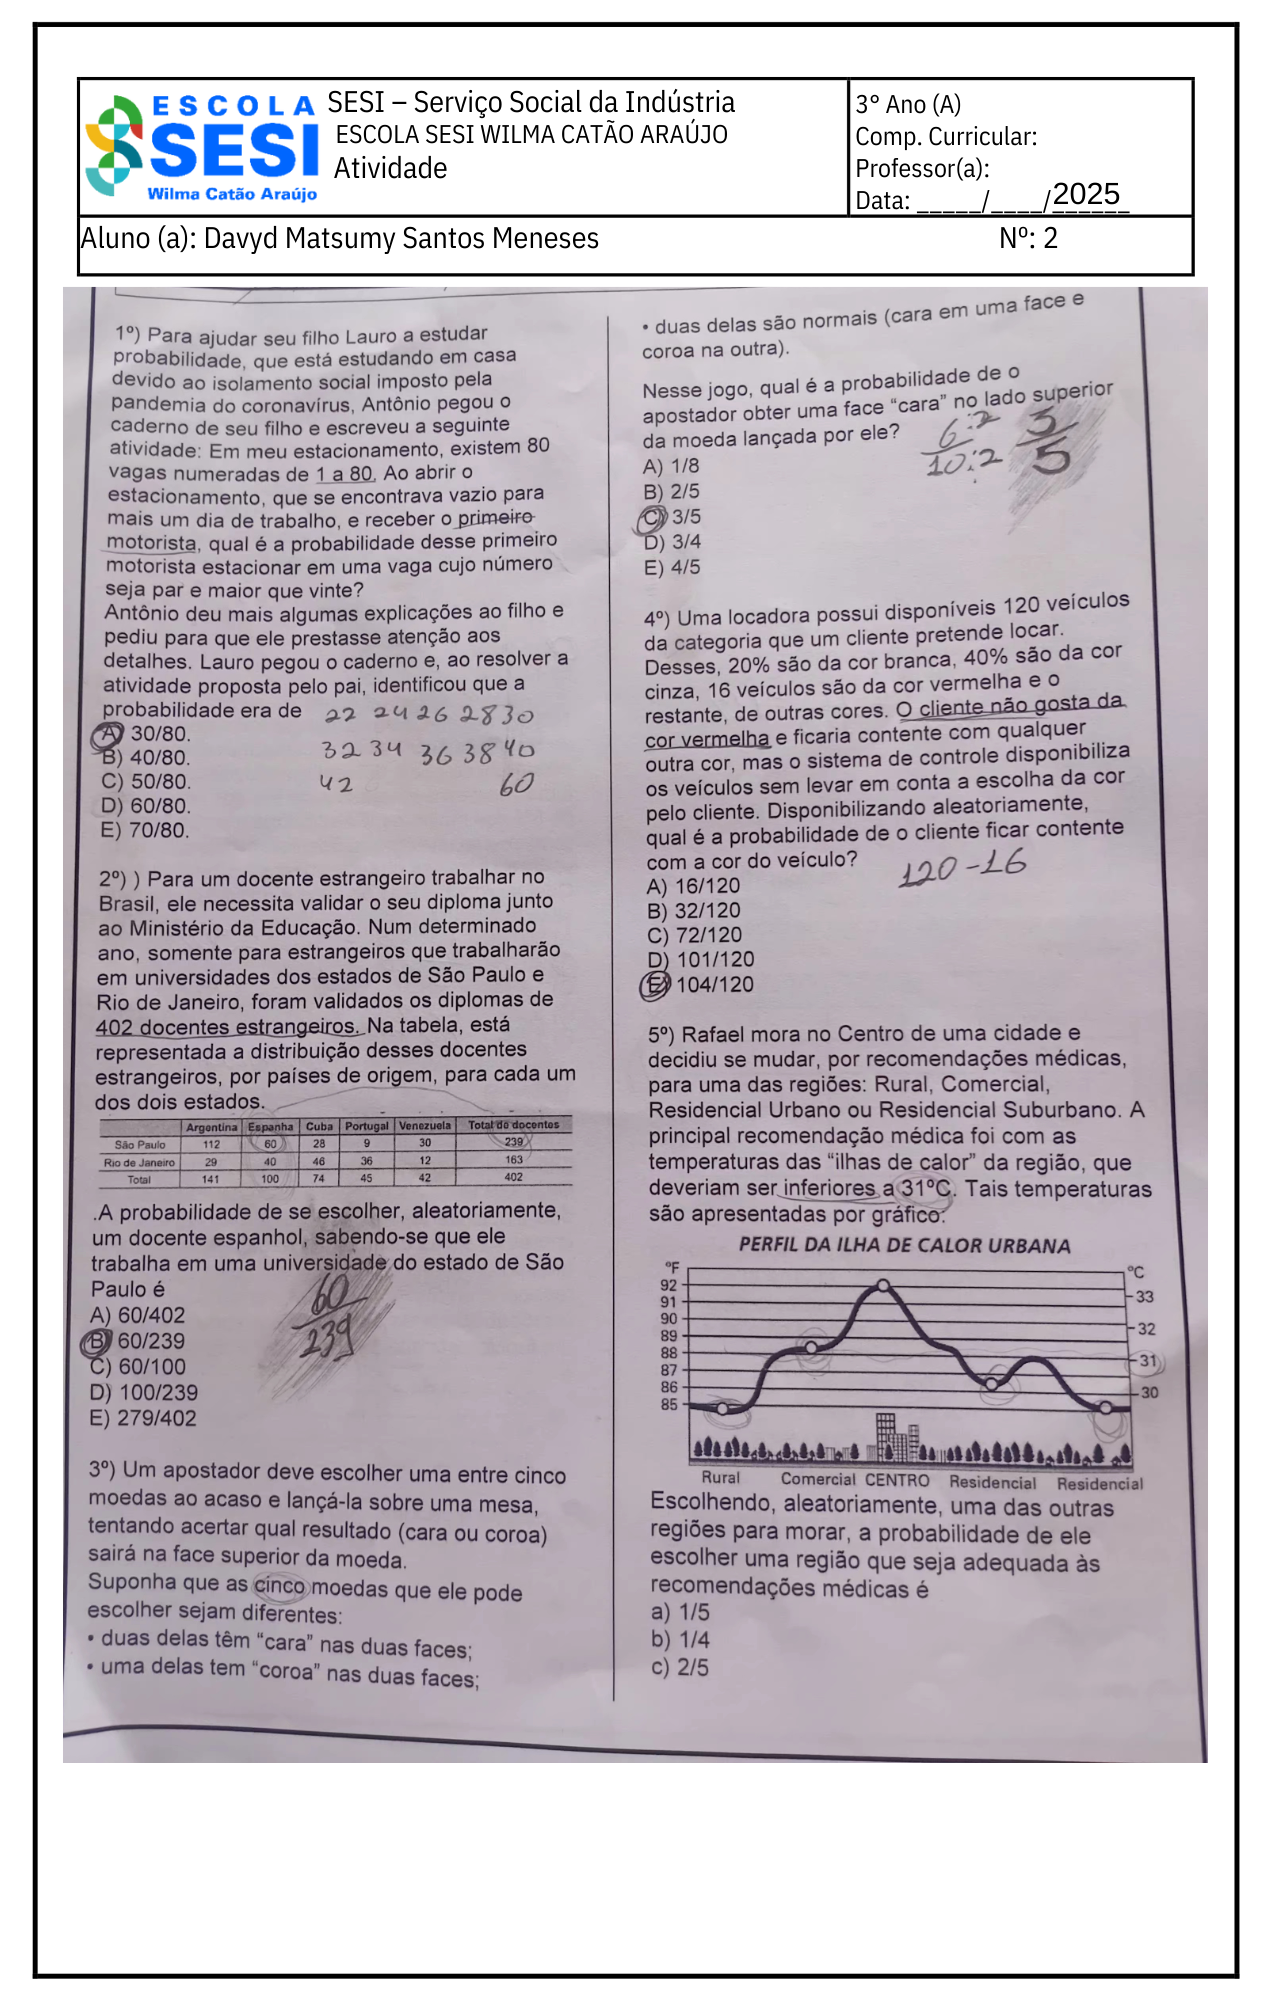 ESCOLA
SESI
Wilma Catão Araújo
SESI – Serviço Social da Indústria
ESCOLA SESI WILMA CATÃO ARAÚJO
Atividade
3° Ano (A)
Comp. Curricular:
Professor(a):
Data: _____/____/2025
Aluno (a): Davyd Matsumy Santos Meneses Nº: 2
1º) Para ajudar seu filho Lauro a estudar
probabilidade, que está estudando em casa
devido ao isolamento social imposto pela
pandemia do coronavírus, Antônio pegou o
caderno de seu filho e escreveu a seguinte
atividade: Em meu estacionamento, existem 80
vagas numeradas de 1 a 80. Ao abrir o
estacionamento, que se encontrava vazio para
mais um dia de trabalho, e receber o primeiro
motorista, qual é a probabilidade desse primeiro
motorista estacionar em uma vaga cujo número
seja par e maior que vinte?
Antônio deu mais algumas explicações ao filho e
pediu para que ele prestasse atenção aos
detalhes. Lauro pegou o caderno e, ao resolver a
atividade proposta pelo pai, identificou que a
probabilidade era de
22 24 26 28 30
A) 30/80.
32 34 36 38 40
B) 40/80.
C) 50/80.
42 60
D) 60/80.
E) 70/80.
2º) ) Para um docente estrangeiro trabalhar no
Brasil, ele necessita validar o seu diploma junto
ao Ministério da Educação. Num determinado
ano, somente para estrangeiros que trabalharão
em universidades dos estados de São Paulo e
Rio de Janeiro, foram validados os diplomas de
402 docentes estrangeiros. Na tabela, está
representada a distribuição desses docentes
estrangeiros, por países de origem, para cada um
dos dois estados.
Argentina Espanha Cuba Portugal Venezuela Total de docentes
São Paulo 112 60 28 9 30 239
Rio de Janeiro 29 40 46 36 12 163
Total 141 100 74 45 42 402
.A probabilidade de se escolher, aleatoriamente,
um docente espanhol, sabendo-se que ele
trabalha em uma universidade do estado de São
Paulo é
60
239
A) 60/402
B) 60/239
C) 60/100
D) 100/239
E) 279/402
3º) Um apostador deve escolher uma entre cinco
moedas ao acaso e lançá-la sobre uma mesa,
tentando acertar qual resultado (cara ou coroa)
sairá na face superior da moeda.
Suponha que as cinco moedas que ele pode
escolher sejam diferentes:
• duas delas têm “cara” nas duas faces;
• uma delas tem “coroa” nas duas faces;
• duas delas são normais (cara em uma face e
coroa na outra).
Nesse jogo, qual é a probabilidade de o
apostador obter uma face “cara” no lado superior
da moeda lançada por ele?
6:2 3
10:2 5
A) 1/8
B) 2/5
C) 3/5
D) 3/4
E) 4/5
4º) Uma locadora possui disponíveis 120 veículos
da categoria que um cliente pretende locar.
Desses, 20% são da cor branca, 40% são da cor
cinza, 16 veículos são da cor vermelha e o
restante, de outras cores. O cliente não gosta da
cor vermelha e ficaria contente com qualquer
outra cor, mas o sistema de controle disponibiliza
os veículos sem levar em conta a escolha da cor
pelo cliente. Disponibilizando aleatoriamente,
qual é a probabilidade de o cliente ficar contente
com a cor do veículo?
120-16
A) 16/120
B) 32/120
C) 72/120
D) 101/120
E) 104/120
5º) Rafael mora no Centro de uma cidade e
decidiu se mudar, por recomendações médicas,
para uma das regiões: Rural, Comercial,
Residencial Urbano ou Residencial Suburbano. A
principal recomendação médica foi com as
temperaturas das “ilhas de calor” da região, que
deveriam ser inferiores a 31ºC. Tais temperaturas
são apresentadas por gráfico:
PERFIL DA ILHA DE CALOR URBANA
ºF ºC
92
91
90
89
88
87
86
85
33
32
31
30
Rural Comercial CENTRO Residencial Residencial
Escolhendo, aleatoriamente, uma das outras
regiões para morar, a probabilidade de ele
escolher uma região que seja adequada às
recomendações médicas é
a) 1/5
b) 1/4
c) 2/5